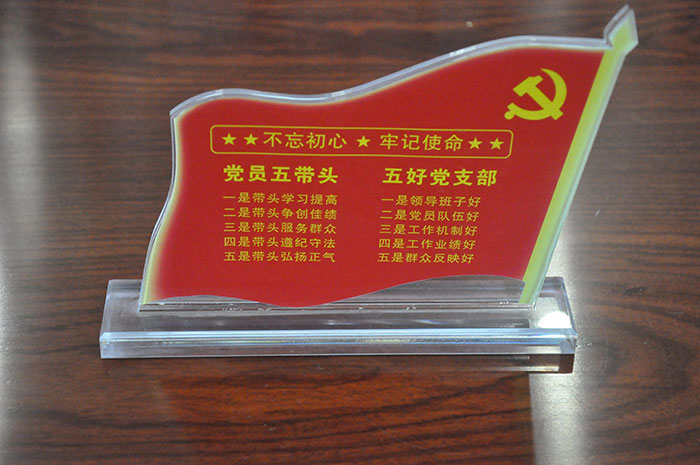 ★★不忘初心 ★ 牢记使命★★
党员五带头
一是带头学习提高
二是带头争创佳绩
三是带头服务群众
四是带头遵纪守法
五是带头弘扬正气
五好党支部
一是领导班子好
二是党员队伍好
三是工作机制好
四是工作业绩好
五是群众反映好